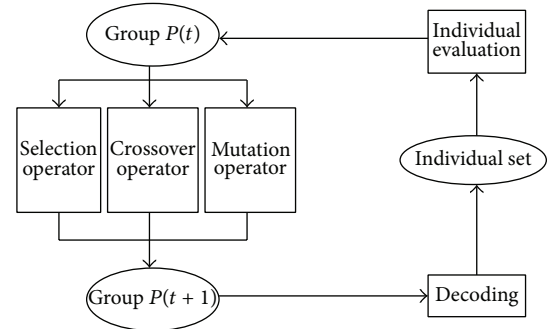 Group P(t)
Individual
evaluation
Selection
operator
Crossover
operator
Mutation
operator
Individual set
Group P(t + 1)
Decoding